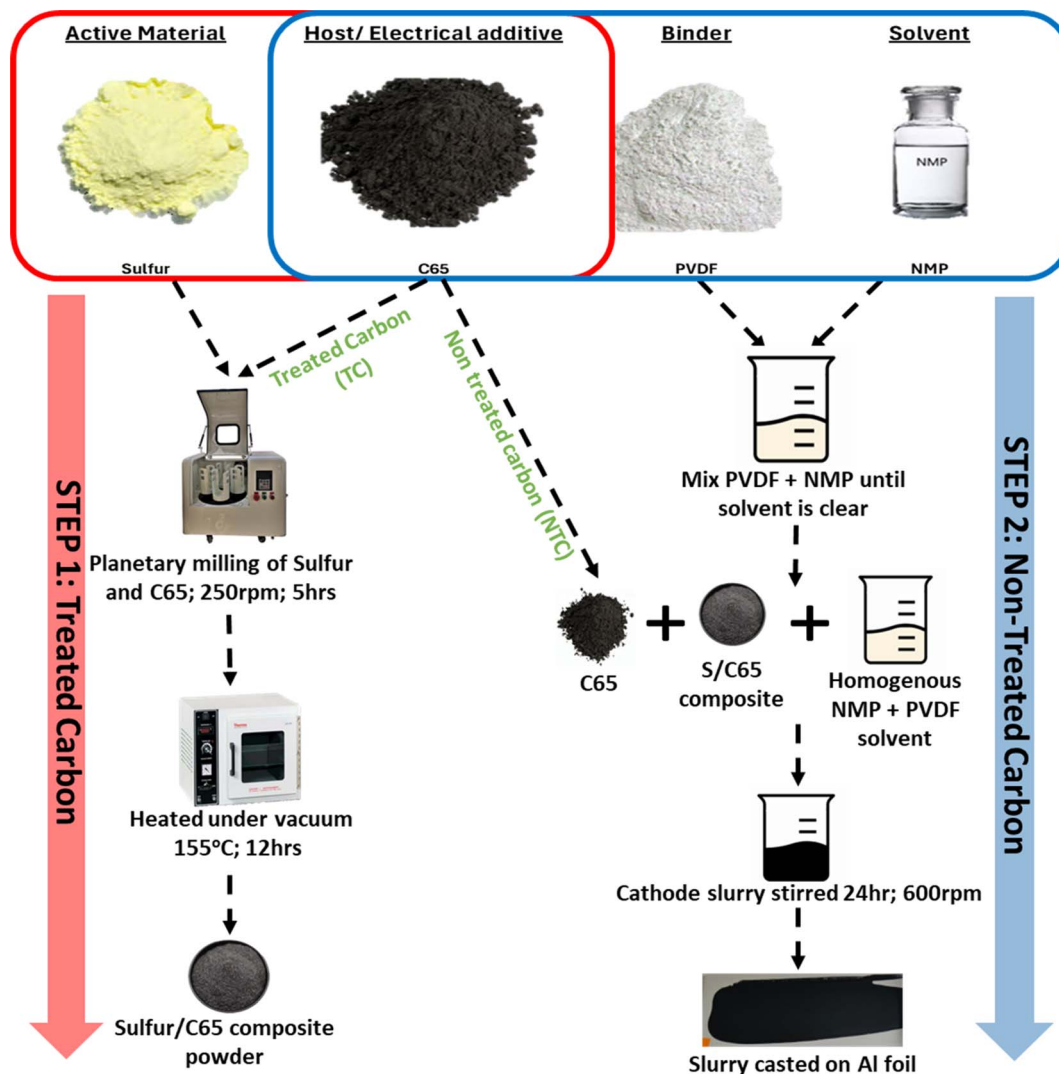 Active Material
Host/ Electrical additive
Binder
Solvent
NMP
Sulfur
C65
PVDF
NMP
STEP 1: Treated Carbon
Treated Carbon
(TC)
Non treated carbon (NTC)
STEP 2: Non-Treated Carbon
Planetary milling of Sulfur
and C65; 250rpm; 5hrs
Heated under vacuum
155°C; 12hrs
Sulfur/C65 composite
powder
Mix PVDF + NMP until
solvent is clear
C65
+
S/C65
composite
+
Homogenous
NMP + PVDF
solvent
Cathode slurry stirred 24hr; 600rpm
Slurry casted on Al foil